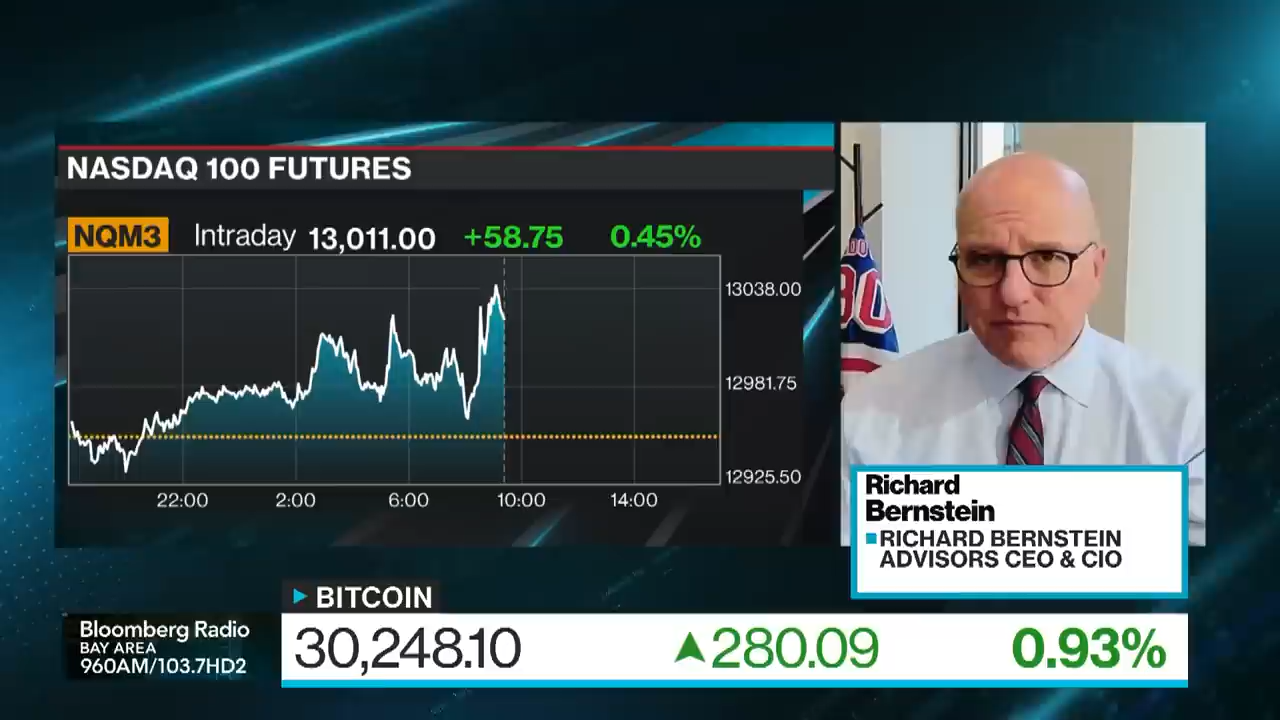 NASDAQ 100 FUTURES
NQM3 Intraday 13,011.00 +58.75 0.45%
13038.00
12981.75
12925.50
22:00 2:00 6:00 10:00 14:00
Richard
Bernstein
RICHARD BERNSTEIN
ADVISORS CEO & CIO
BITCOIN
Bloomberg Radio
BAY AREA
960AM/103.7HD2
30,248.10 280.09 0.93%